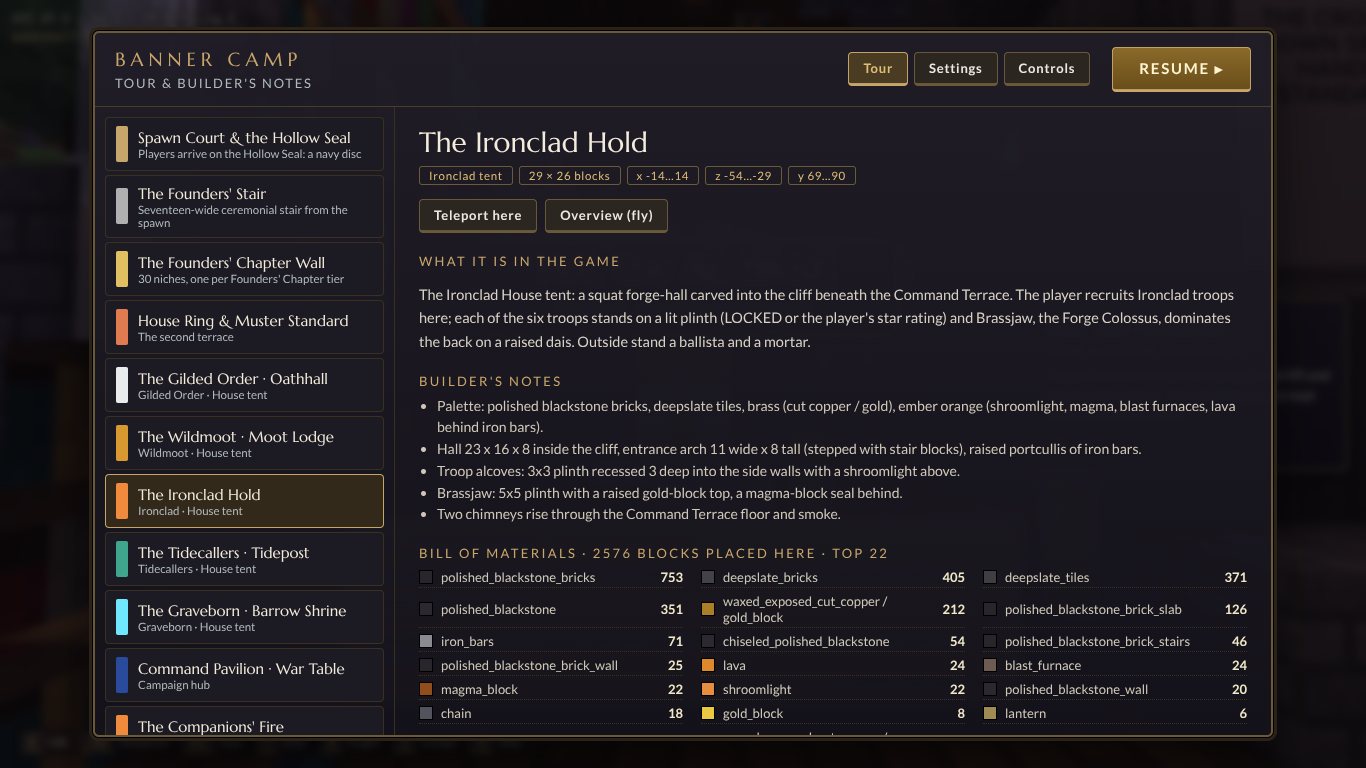 BANNER CAMP
TOUR & BUILDER'S NOTES
Tour
Settings
Controls
RESUME ▸
Spawn Court & the Hollow Seal
Players arrive on the Hollow Seal: a navy disc
The Founders' Stair
Seventeen-wide ceremonial stair from the
spawn
The Founders' Chapter Wall
30 niches, one per Founders' Chapter tier
House Ring & Muster Standard
The second terrace
The Gilded Order · Oathhall
Gilded Order · House tent
The Wildmoot · Moot Lodge
Wildmoot · House tent
The Ironclad Hold
Ironclad · House tent
The Tidecallers · Tidepost
Tidecallers · House tent
The Graveborn · Barrow Shrine
Graveborn · House tent
Command Pavilion · War Table
Campaign hub
The Companions' Fire
The Ironclad Hold
Ironclad tent
29 × 26 blocks
x -14…14
z -54…-29
y 69…90
Teleport here
Overview (fly)
WHAT IT IS IN THE GAME
The Ironclad House tent: a squat forge-hall carved into the cliff beneath the Command Terrace. The player recruits Ironclad troops
here; each of the six troops stands on a lit plinth (LOCKED or the player's star rating) and Brassjaw, the Forge Colossus, dominates
the back on a raised dais. Outside stand a ballista and a mortar.
BUILDER'S NOTES
• Palette: polished blackstone bricks, deepslate tiles, brass (cut copper / gold), ember orange (shroomlight, magma, blast furnaces, lava
behind iron bars).
• Hall 23 x 16 x 8 inside the cliff, entrance arch 11 wide x 8 tall (stepped with stair blocks), raised portcullis of iron bars.
• Troop alcoves: 3x3 plinth recessed 3 deep into the side walls with a shroomlight above.
• Brassjaw: 5x5 plinth with a raised gold-block top, a magma-block seal behind.
• Two chimneys rise through the Command Terrace floor and smoke.
BILL OF MATERIALS · 2576 BLOCKS PLACED HERE · TOP 22
polished_blackstone_bricks 753
deepslate_bricks 405
deepslate_tiles 371
polished_blackstone 351
waxed_exposed_cut_copper /
gold_block 212
polished_blackstone_brick_slab 126
iron_bars 71
chiseled_polished_blackstone 54
polished_blackstone_brick_stairs 46
polished_blackstone_brick_wall 25
lava 24
blast_furnace 24
magma_block 22
shroomlight 22
polished_blackstone_wall 20
chain 18
gold_block 8
lantern 6